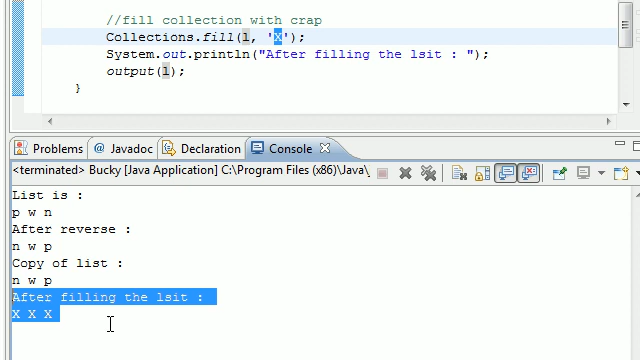 //fill collection with crap
Collections.fill(l, 'X');
System.out.println("After filling the lsit : ");
output(l);
}
Problems @ Javadoc Declaration Console
<terminated> Bucky [Java Application] C:\Program Files (x86)\Java\
List is :
p w n
After reverse :
n w p
Copy of list :
n w p
After filling the lsit :
X X X